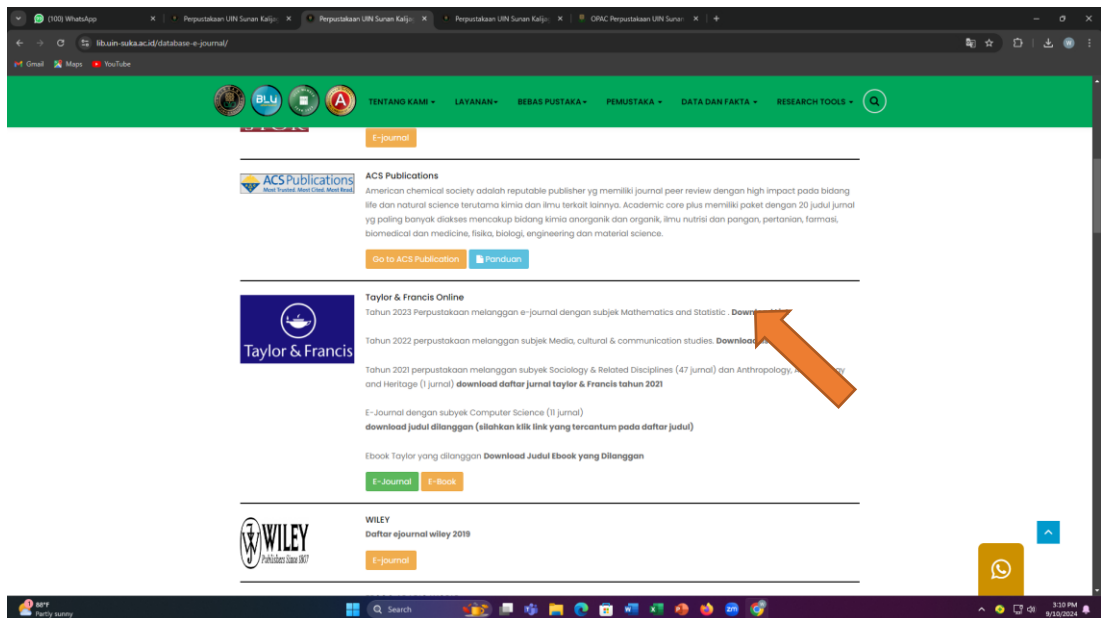 (100) WhatsApp
Perpustakaan UIN Sunan Kalija
Perpustakaan UIN Sunan Kalija
Perpustakaan UIN Sunan Kalija
OPAC Perpustakaan UIN Sunan
lib.uin-suka.ac.id/database-e-journal/
Gmail Maps YouTube
BLU A TENTANG KAMI LAYANAN BEBAS PUSTAKA PEMUSTAKA DATA DAN FAKTA RESEARCH TOOLS
E-journal
ACS Publications
Most Trusted. Most Cited. Most Read.
ACS Publications
American chemical society adalah reputable publisher yg memiliki journal peer review dengan high impact pada bidang
life dan natural science terutama kimia dan ilmu terkait lainnya. Academic core plus memiliki paket dengan 20 judul jurnal
yg paling banyak diakses mencakup bidang kimia anorganik dan organik, ilmu nutrisi dan pangan, pertanian, farmasi,
biomedical dan medicine, fisika, biologi, engineering dan material science.
Go to ACS Publication Panduan
Taylor & Francis
Taylor & Francis Online
Tahun 2023 Perpustakaan melanggan e-journal dengan subjek Mathematics and Statistic .
Tahun 2022 perpustakaan melanggan subjek Media, cultural & communication studies. Download
Tahun 2021 perpustakaan melanggan subyek Sociology & Related Disciplines (47 jurnal) dan Anthropology,
and Heritage (1 jurnal) download daftar jurnal taylor & Francis tahun 2021
E-Journal dengan subyek Computer Science (11 jurnal)
download judul dilanggan (silahkan klik link yang tercantum pada daftar judul)
Ebook Taylor yang dilanggan Download Judul Ebook yang Dilanggan
E-Journal E-Book
WILEY
Publishers Since 1807
WILEY
Daftar ejournal wiley 2019
E-journal
88°F
Partly sunny
Search
3:10 PM
9/10/2024